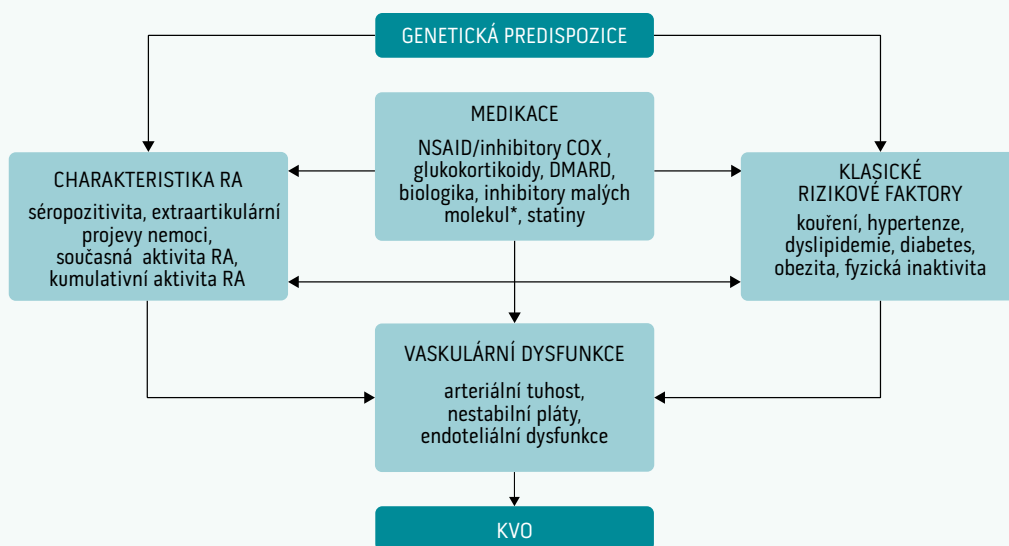 GENETICKÁ PREDISPOZICE
MEDIKACE
NSAID/inhibitory COX ,
glukokortikoidy, DMARD,
biologika, inhibitory malých
molekul*, statiny
CHARAKTERISTIKA RA
séropozitivita, extraartikulární
projevy nemoci,
současná aktivita RA,
kumulativní aktivita RA
KLASICKÉ
RIZIKOVÉ FAKTORY
kouření, hypertenze,
dyslipidemie, diabetes,
obezita, fyzická inaktivita
VASKULÁRNÍ DYSFUNKCE
arteriální tuhost,
nestabilní pláty,
endoteliální dysfunkce
KVO